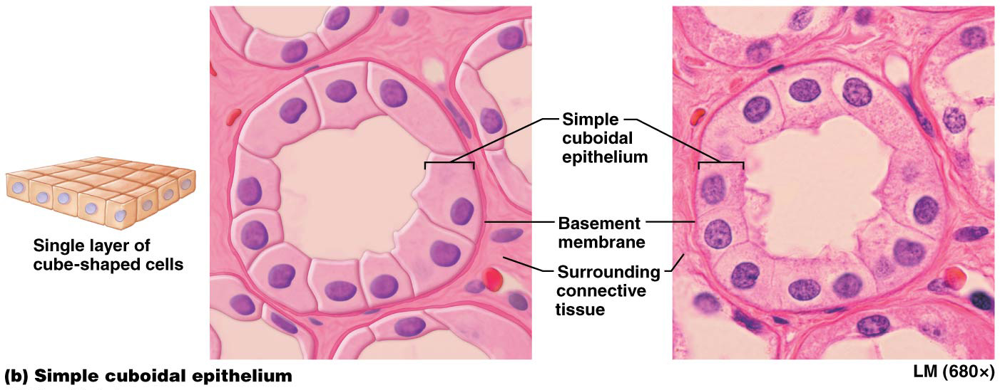 Simple
cuboidal
epithelium
Basement
membrane
Single layer of
cube-shaped cells
Surrounding
connective
tissue
(b) Simple cuboidal epithelium
LM (680×)